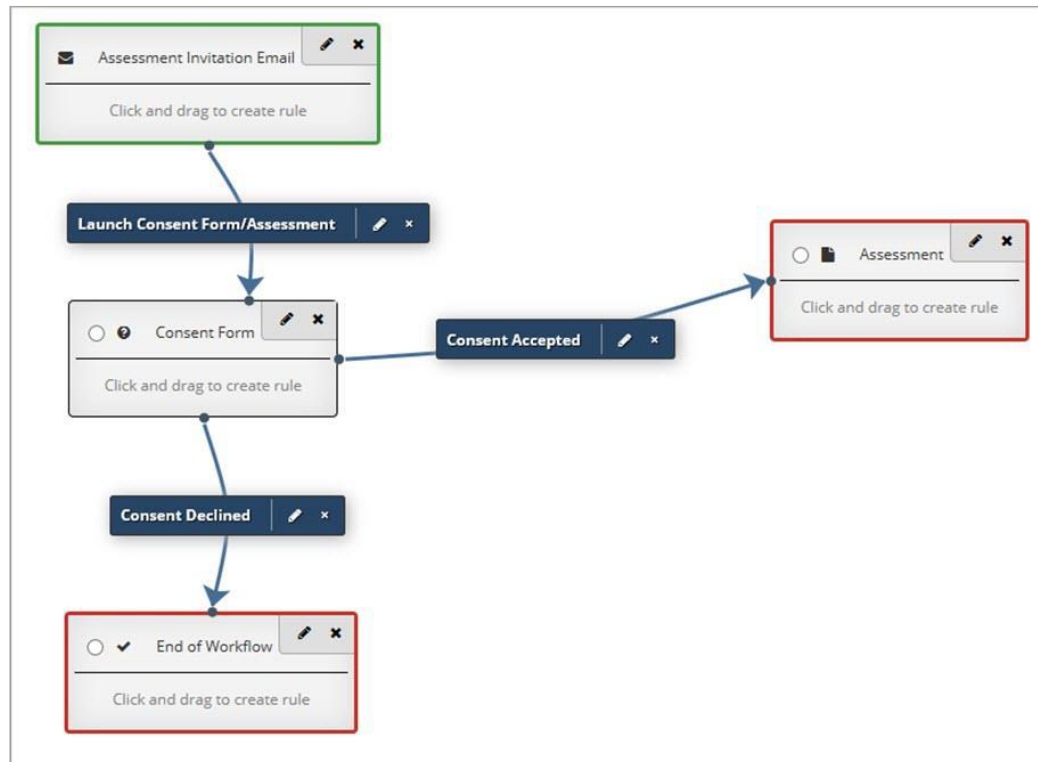 Assessment Invitation Email
Click and drag to create rule
Launch Consent Form/Assessment
Assessment
Click and drag to create rule
Consent Form
Click and drag to create rule
Consent Accepted
Consent Declined
End of Workflow
Click and drag to create rule